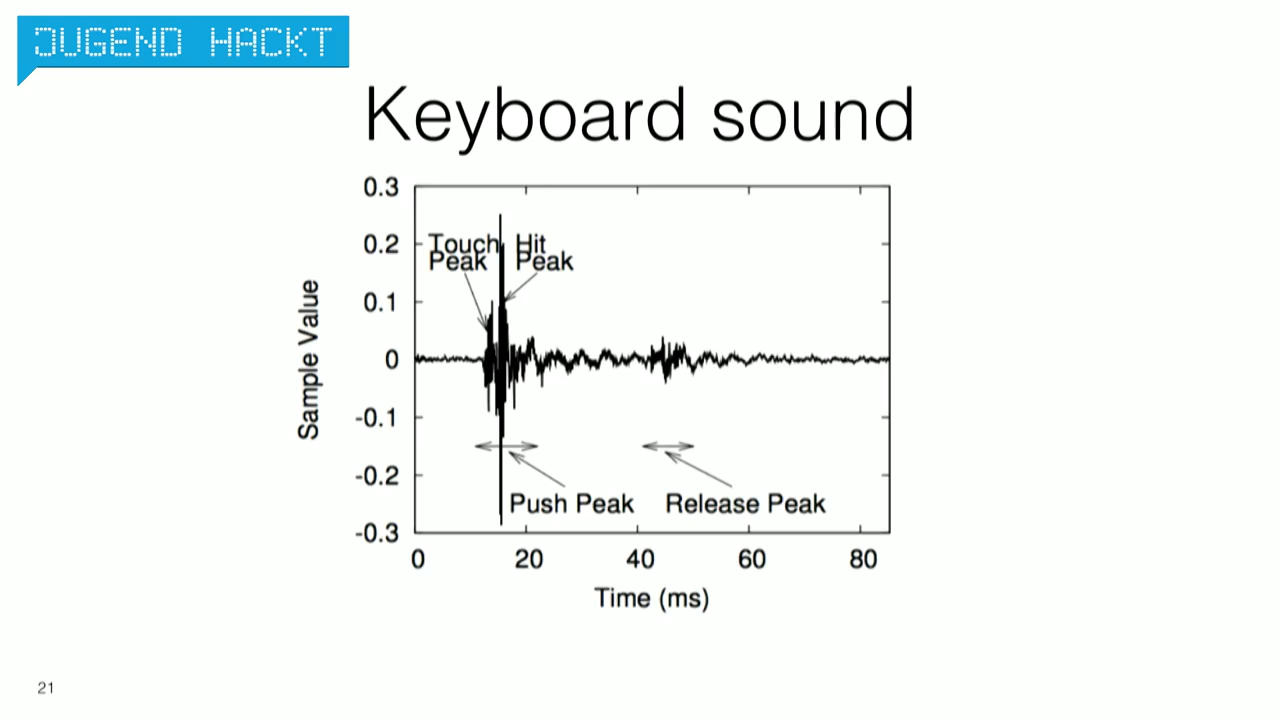 JUGEND HACKT
Keyboard sound
0.3
0.2
0.1
0
-0.1
-0.2
-0.3
Sample Value
Touch Hit
Peak Peak
Push Peak Release Peak
0 20 40 60 80
Time (ms)
21